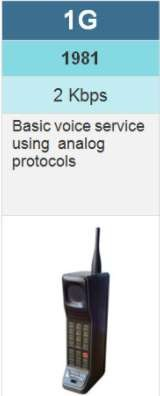 1G
1981
2 Kbps
Basic voice service
using analog
protocols